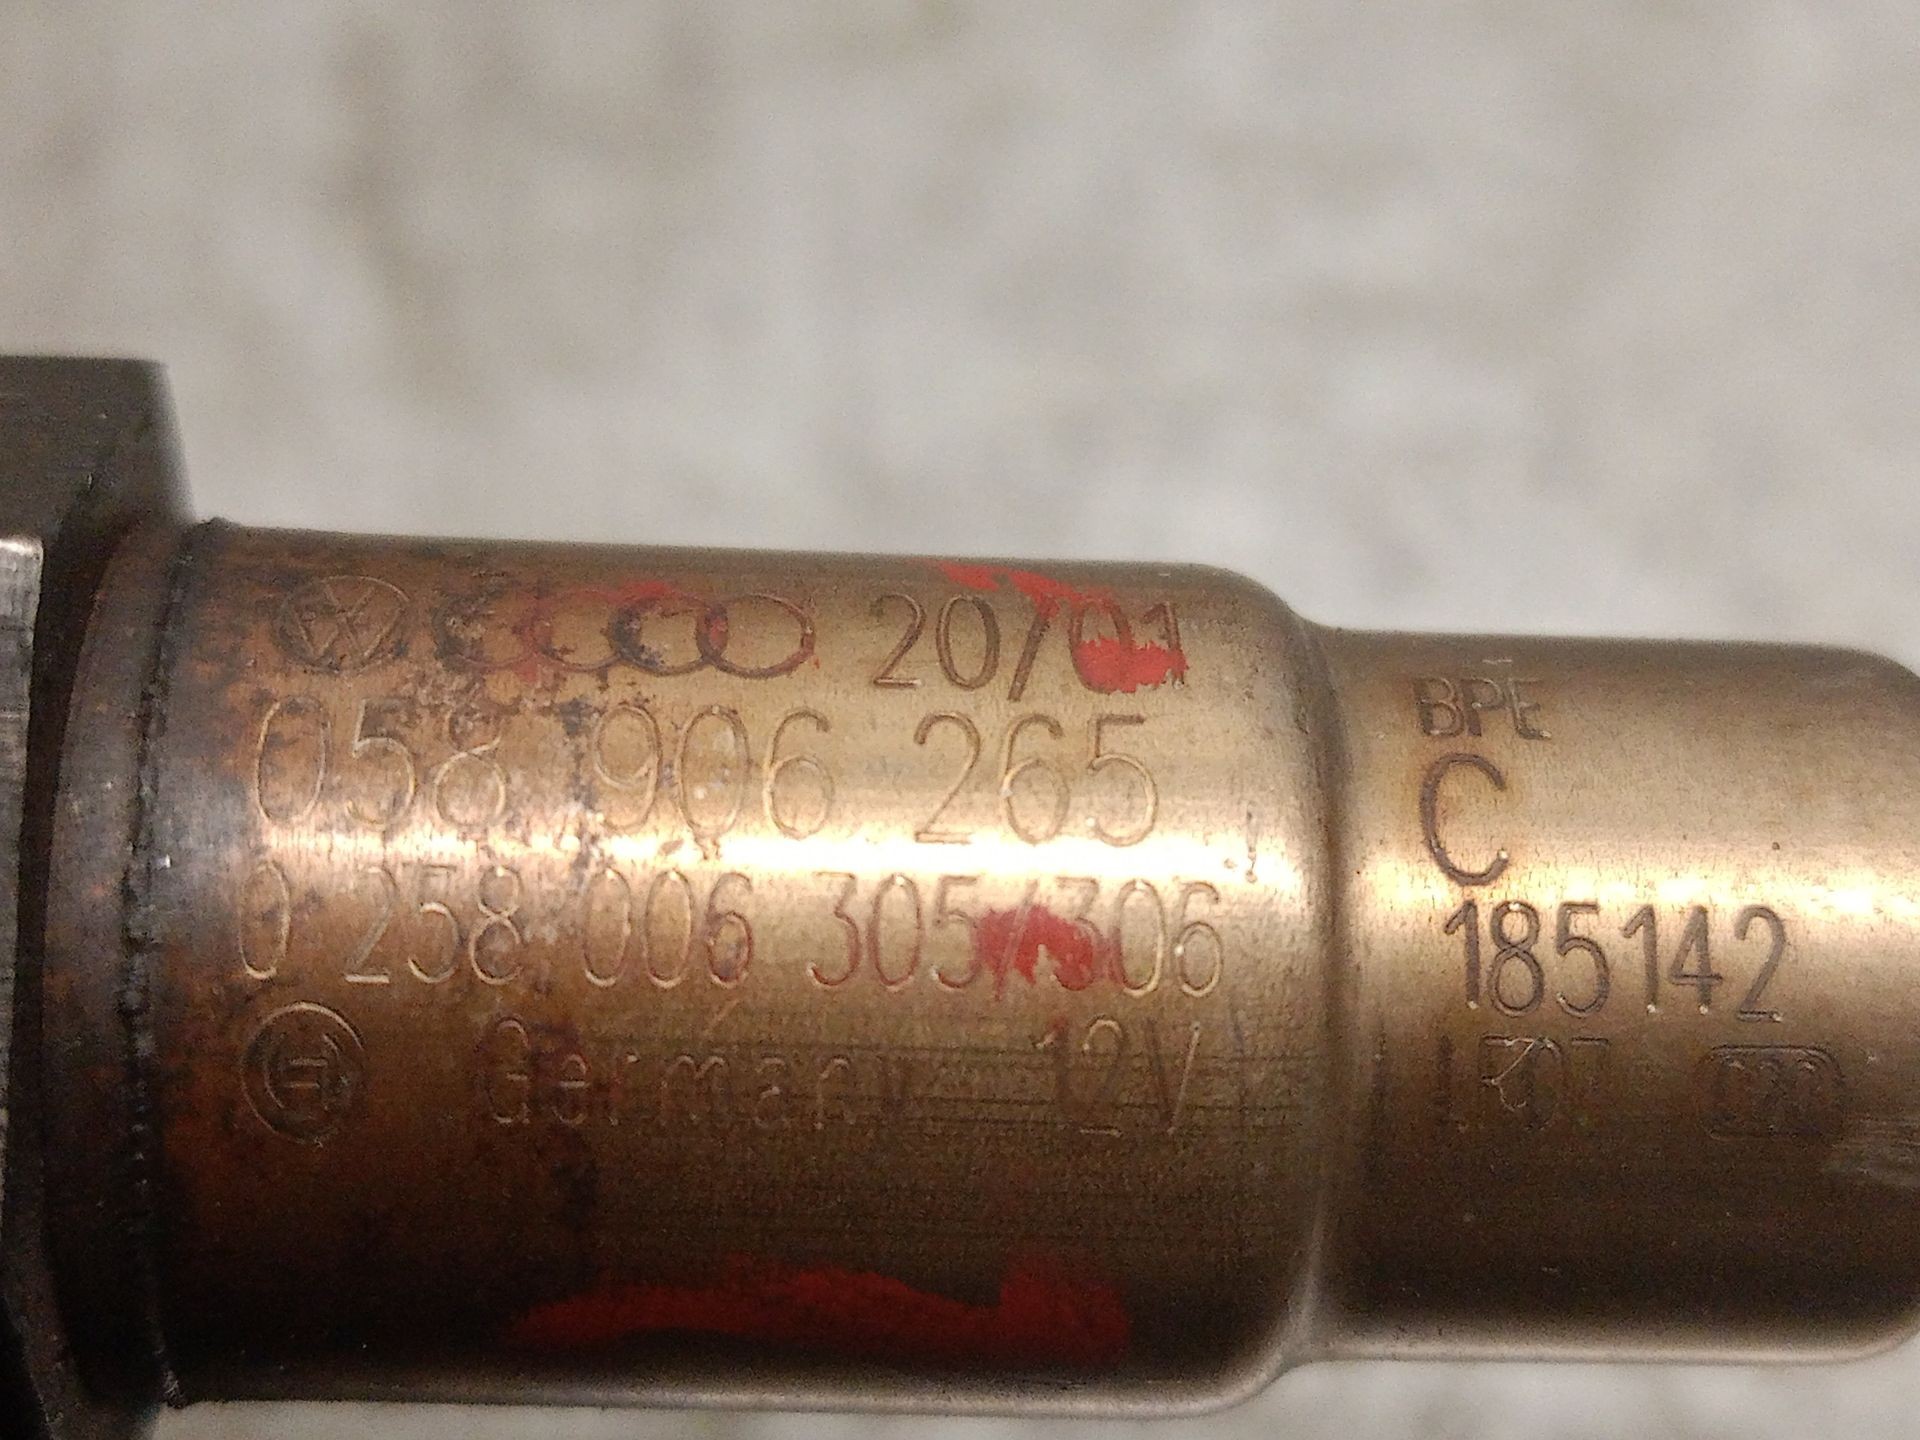 20/01
058 906 265
0 258 006 305/306
Germany 12V
BPE
C
185142